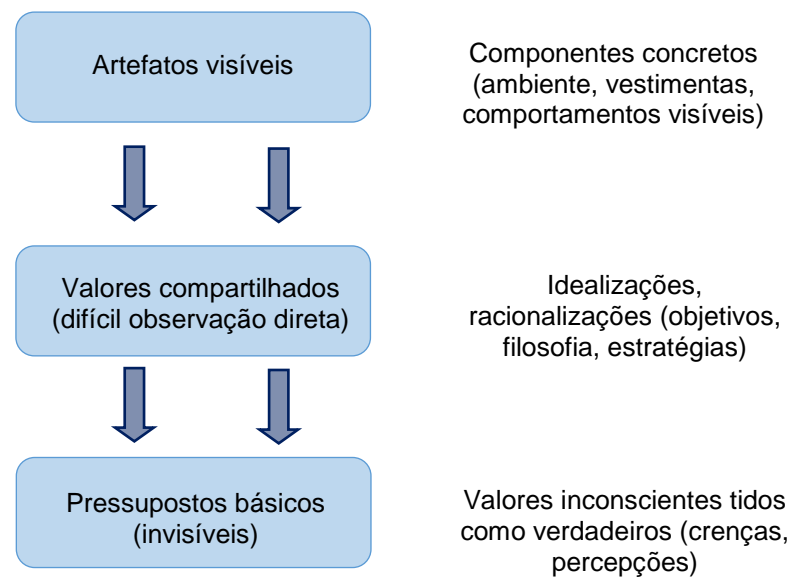 Artefatos visíveis
Componentes concretos
(ambiente, vestimentas,
comportamentos visíveis)
Valores compartilhados
(difícil observação direta)
Idealizações,
racionalizações (objetivos,
filosofia, estratégias)
Pressupostos básicos
(invisíveis)
Valores inconscientes tidos
como verdadeiros (crenças,
percepções)